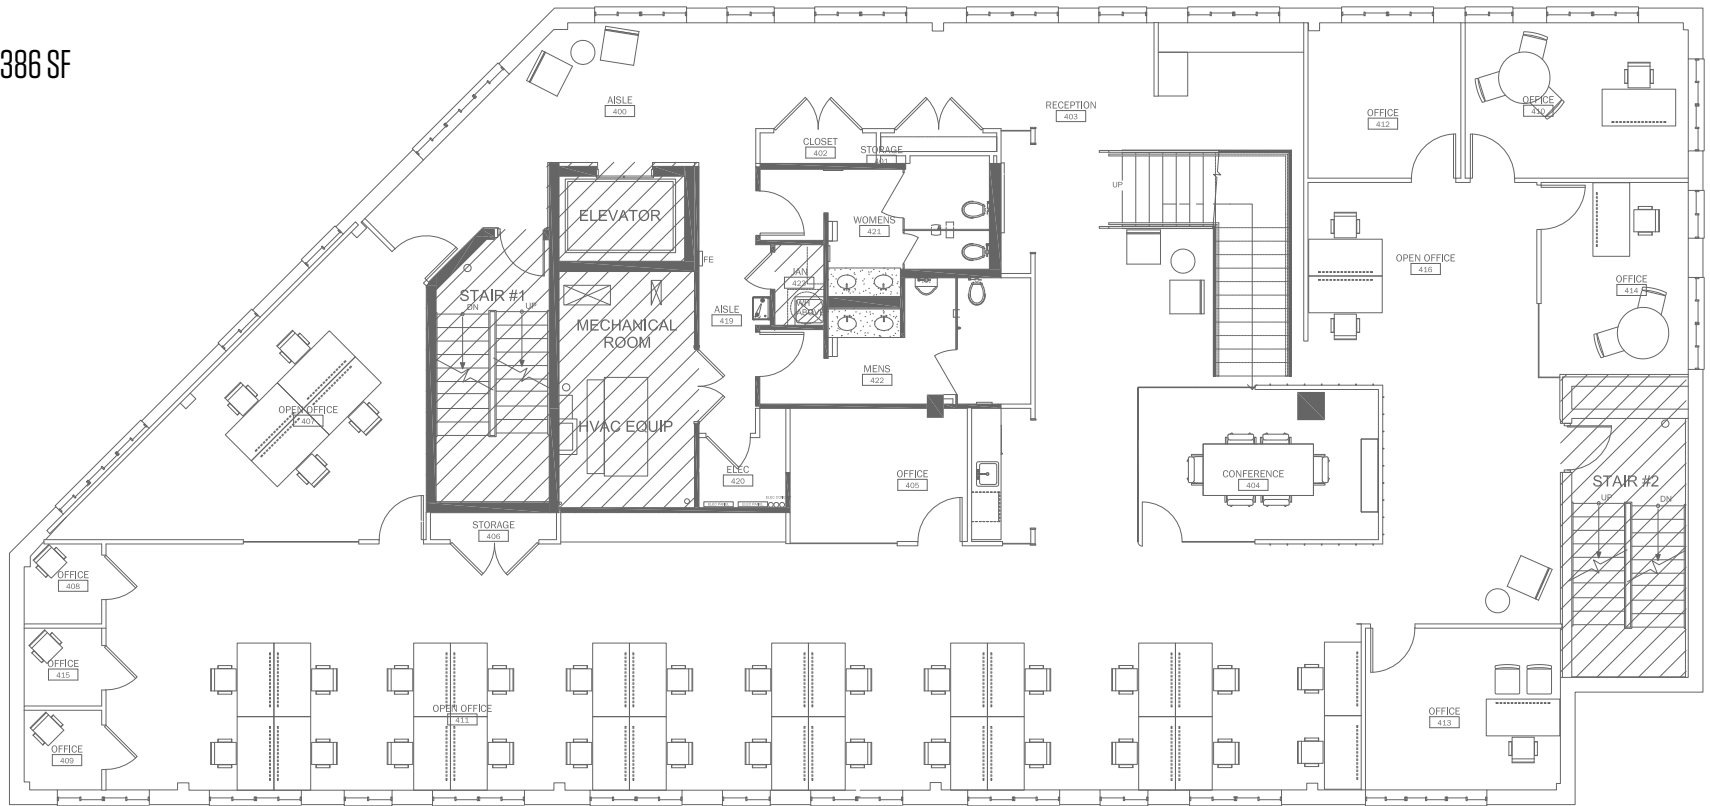 386 SF
AISLE
400
RECEPTION
403
CLOSET
402
STORAGE
401
OFFICE
412
OFFICE
410
UP
ELEVATOR
WOMENS
421
FE
JAN
423
OPEN OFFICE
416
OFFICE
414
STAIR #1
DN
UP
AISLE
419
MECHANICAL
ROOM
MENS
422
OPEN OFFICE
407
HVAC EQUIP
ELEC
420
OFFICE
405
CONFERENCE
404
STAIR #2
UP
DN
STORAGE
406
OFFICE
408
OFFICE
415
OFFICE
409
OPEN OFFICE
411
OFFICE
413